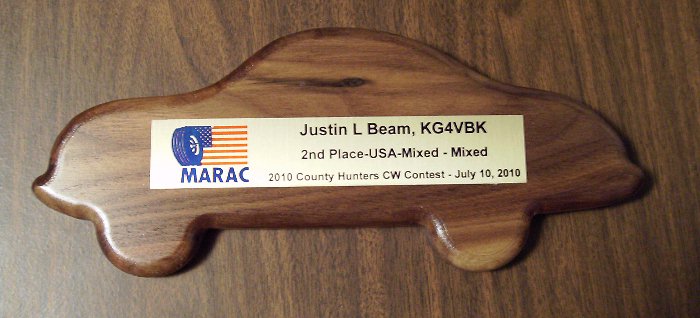 Justin L Beam, KG4VBK
2nd Place-USA-Mixed - Mixed
MARAC
2010 County Hunters CW Contest - July 10, 2010